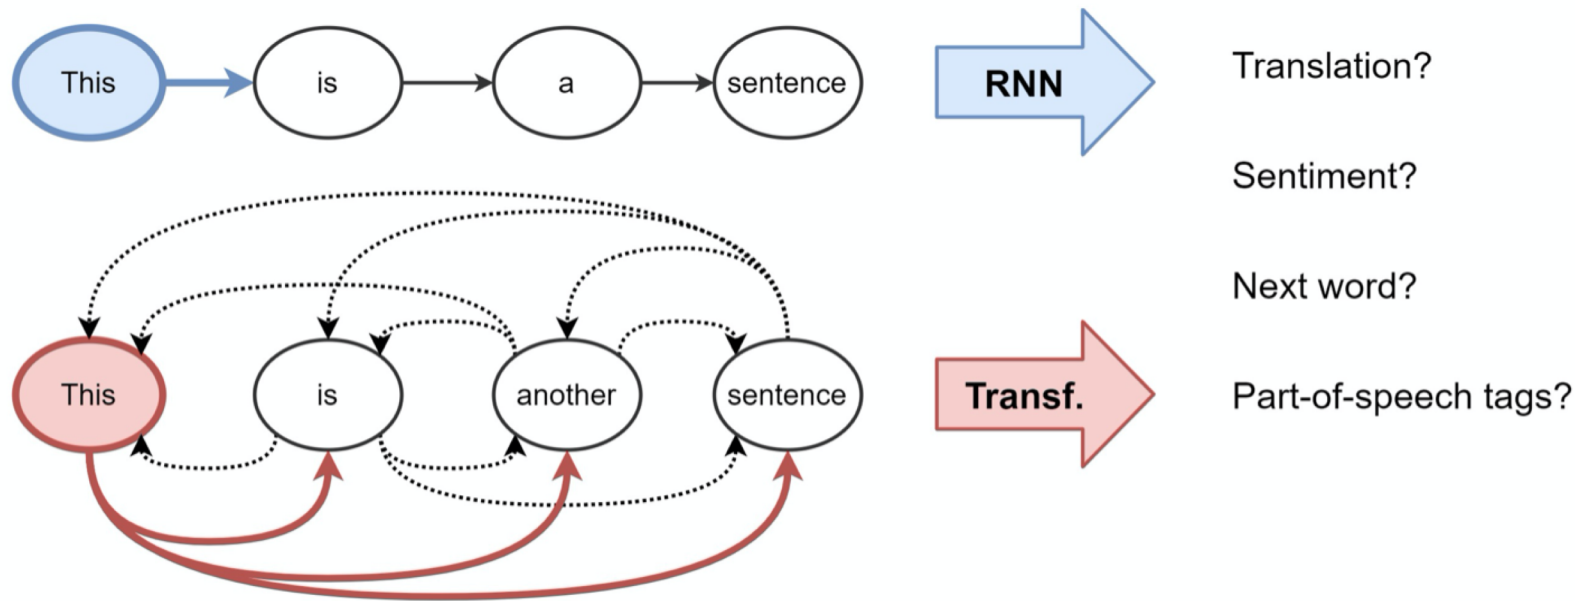 This
is
a
sentence
RNN
Translation?
Sentiment?
Next word?
This
is
another
sentence
Transf.
Part-of-speech tags?